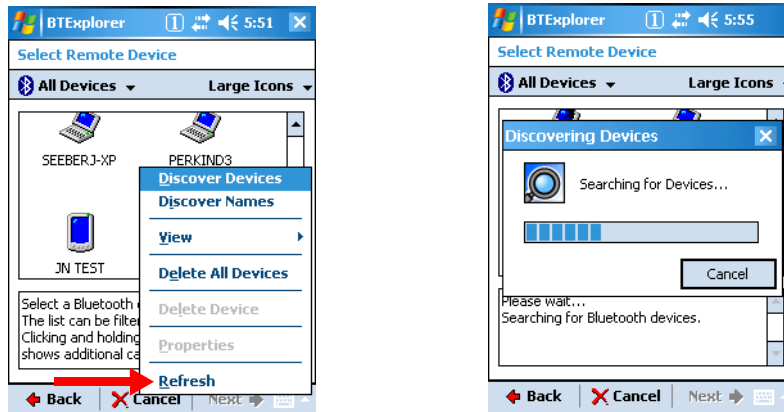 BTExplorer 1 5:51
Select Remote Device
All Devices Large Icons
SEEBERJ-XP PERKIND3
JN TEST
Discover Devices
Discover Names
View
Delete All Devices
Delete Device
Properties
Refresh
Select a Bluetooth
The list can be filter
Clicking and holding
shows additional ca
Back Cancel Next
BTExplorer 1 5:55
Select Remote Device
All Devices Large Icons
Discovering Devices
Searching for Devices...
Cancel
Please wait...
Searching for Bluetooth devices.
Back Cancel Next